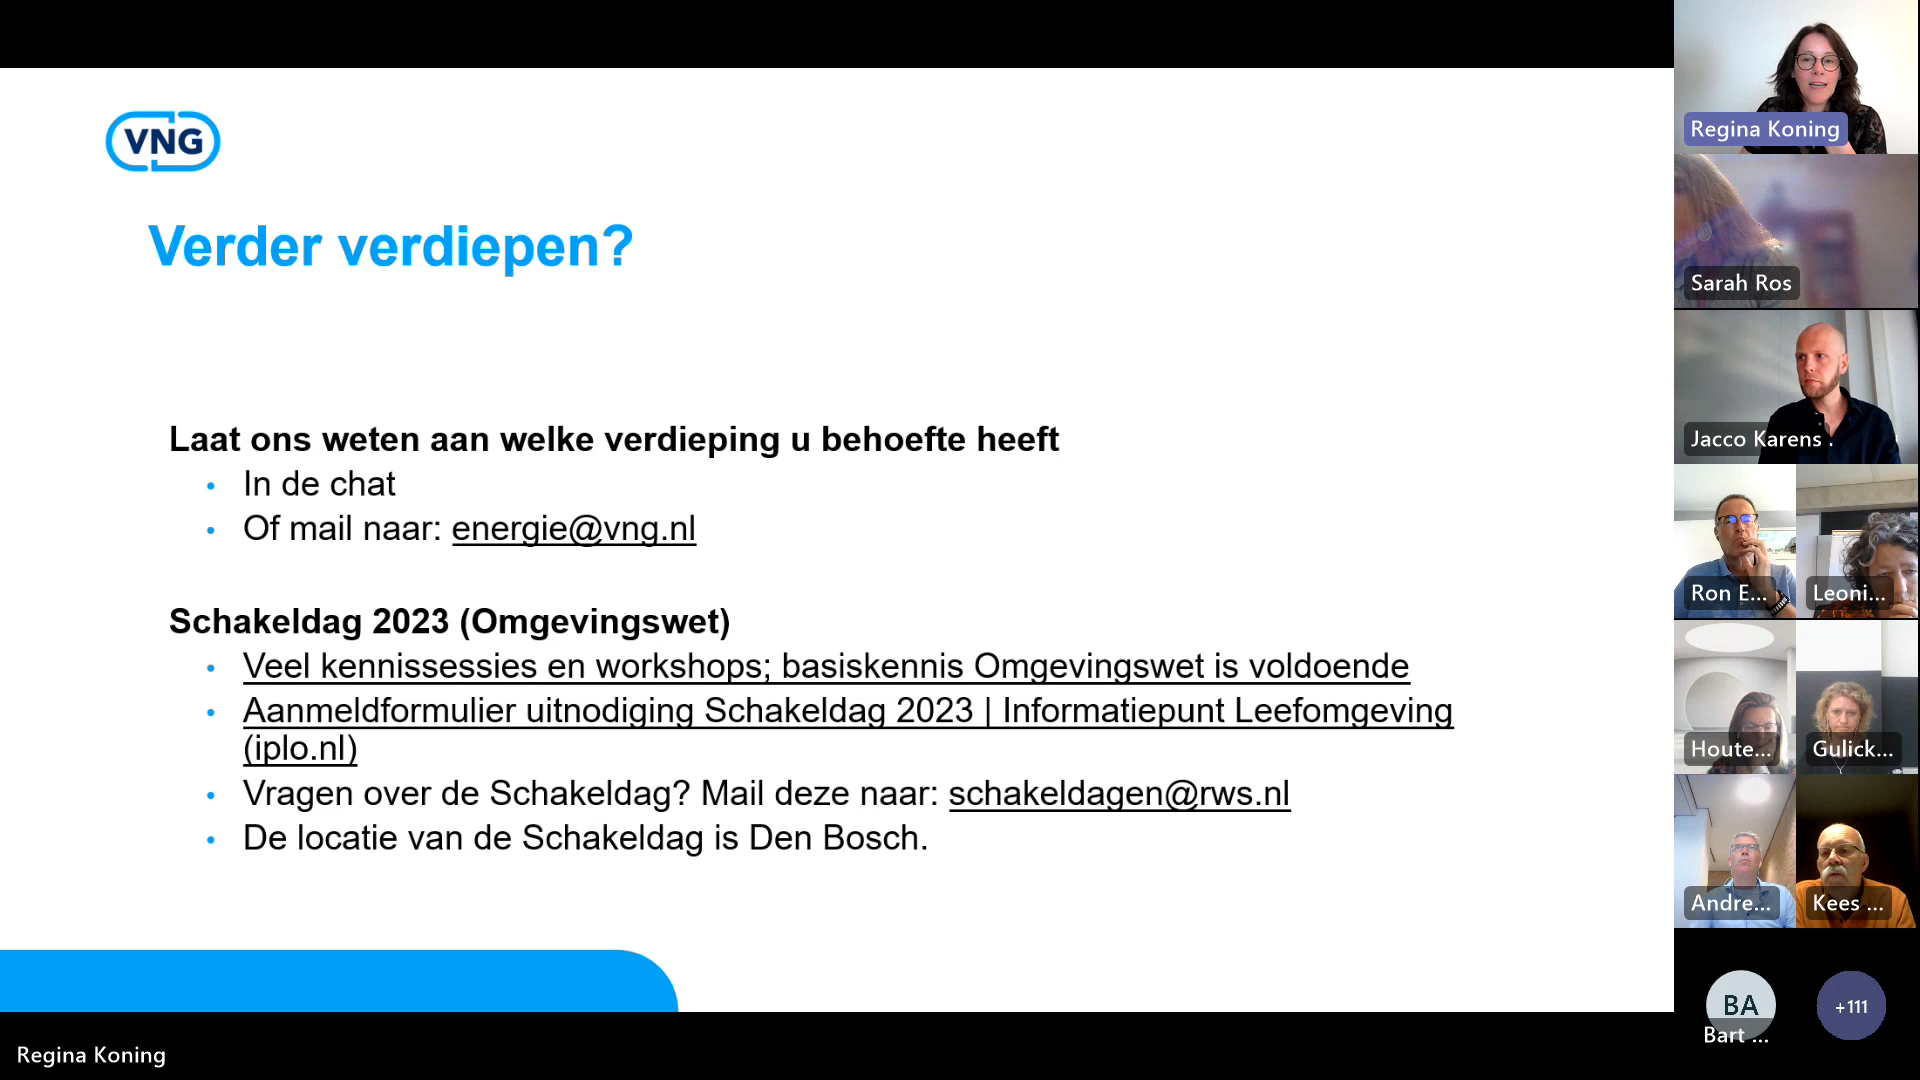 VNG
Verder verdiepen?
Laat ons weten aan welke verdieping u behoefte heeft
• In de chat
• Of mail naar: energie@vng.nl
Schakeldag 2023 (Omgevingswet)
• Veel kennissessies en workshops; basiskennis Omgevingswet is voldoende
• Aanmeldformulier uitnodiging Schakeldag 2023 | Informatiepunt Leefomgeving
(iplo.nl)
• Vragen over de Schakeldag? Mail deze naar: schakeldagen@rws.nl
• De locatie van de Schakeldag is Den Bosch.
Regina Koning
Regina Koning
Sarah Ros
Jacco Karens .
Ron E...
Leoni...
Houte...
Gulick...
Andre...
Kees ...
BA
Bart ...
+111